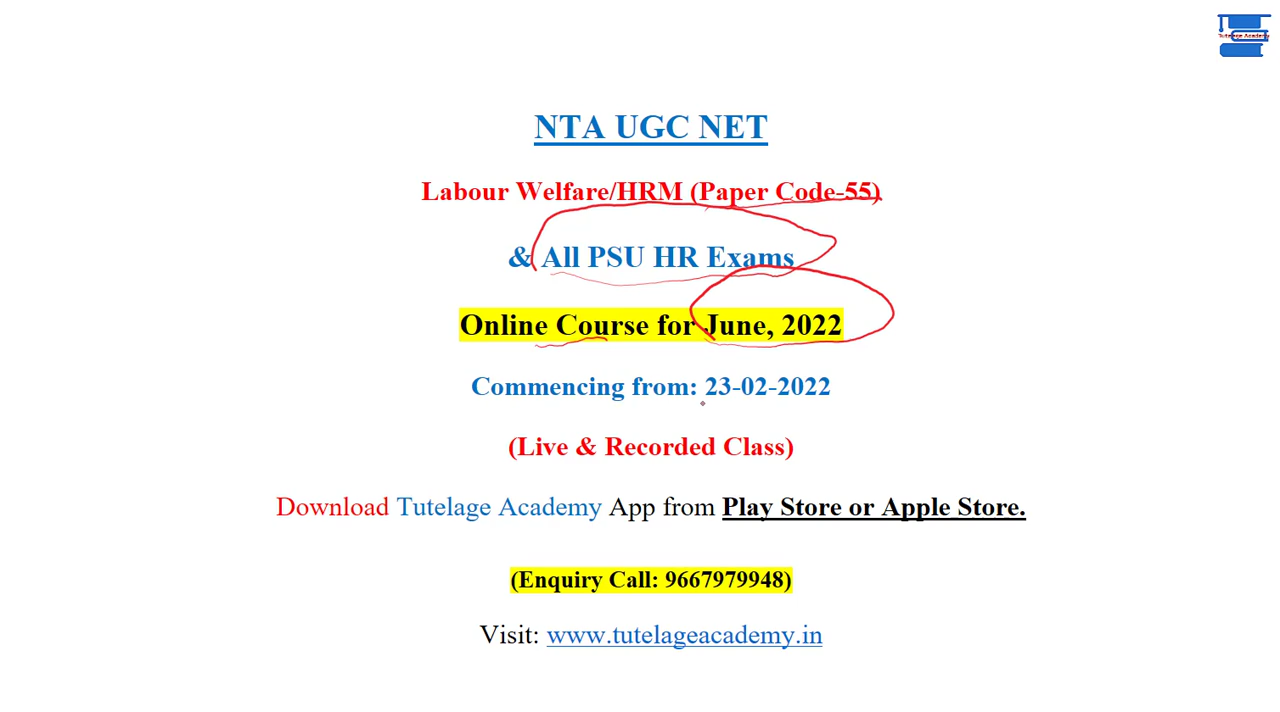 Tutelage Academy
NTA UGC NET
Labour Welfare/HRM (Paper Code-55)
& All PSU HR Exams
Online Course for June, 2022
Commencing from: 23-02-2022
(Live & Recorded Class)
Download Tutelage Academy App from Play Store or Apple Store.
(Enquiry Call: 9667979948)
Visit: www.tutelageacademy.in